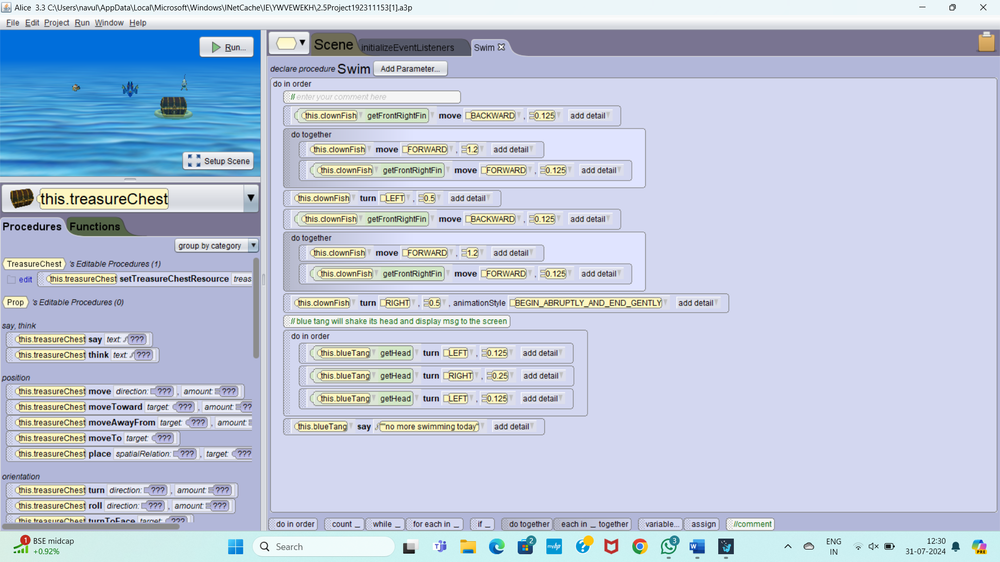 Alice 3.3 C:\Users\navul\AppData\Local\Microsoft\Windows\INetCache\IE\YWVEWEKH\2.5Project192311153[1].a3p
File Edit Project Run Window Help
Run...
Setup Scene
this.treasureChest
Procedures Functions
group by category
TreasureChest 's Editable Procedures (1)
edit this.treasureChest setTreasureChestResource treas
Prop 's Editable Procedures (0)
say, think
this.treasureChest say text: ???
this.treasureChest think text: ???
position
this.treasureChest move direction: ??? , amount: ???
this.treasureChest moveToward target: ??? , amount: ??
this.treasureChest moveAwayFrom target: ??? , amount:
this.treasureChest moveTo target: ???
this.treasureChest place spatialRelation: ??? , target: ???
orientation
this.treasureChest turn direction: ??? , amount: ???
this.treasureChest roll direction: ??? , amount: ???
this.treasureChest turnToFace target: ???
Scene initializeEventListeners Swim
declare procedure Swim Add Parameter...
do in order
// enter your comment here
this.clownFish getFrontRightFin move BACKWARD , 0.125 add detail
do together
this.clownFish move FORWARD , 1.2 add detail
this.clownFish getFrontRightFin move FORWARD , 0.125 add detail
this.clownFish turn LEFT , 0.5 add detail
this.clownFish getFrontRightFin move BACKWARD , 0.125 add detail
do together
this.clownFish move FORWARD , 1.2 add detail
this.clownFish getFrontRightFin move FORWARD , 0.125 add detail
this.clownFish turn RIGHT , 0.5 , animationStyle BEGIN_ABRUPTLY_AND_END_GENTLY add detail
// blue tang will shake its head and display msg to the screen
do in order
this.blueTang getHead turn LEFT , 0.125 add detail
this.blueTang getHead turn RIGHT , 0.25 add detail
this.blueTang getHead turn LEFT , 0.125 add detail
this.blueTang say ""no more swimming today" add detail
do in order count _ while _ for each in _ if _ do together each in _ together variable... assign //comment
1 BSE midcap
+0.92%
Search
myhp
2
3
ENG
IN
12:30
31-07-2024
PRE